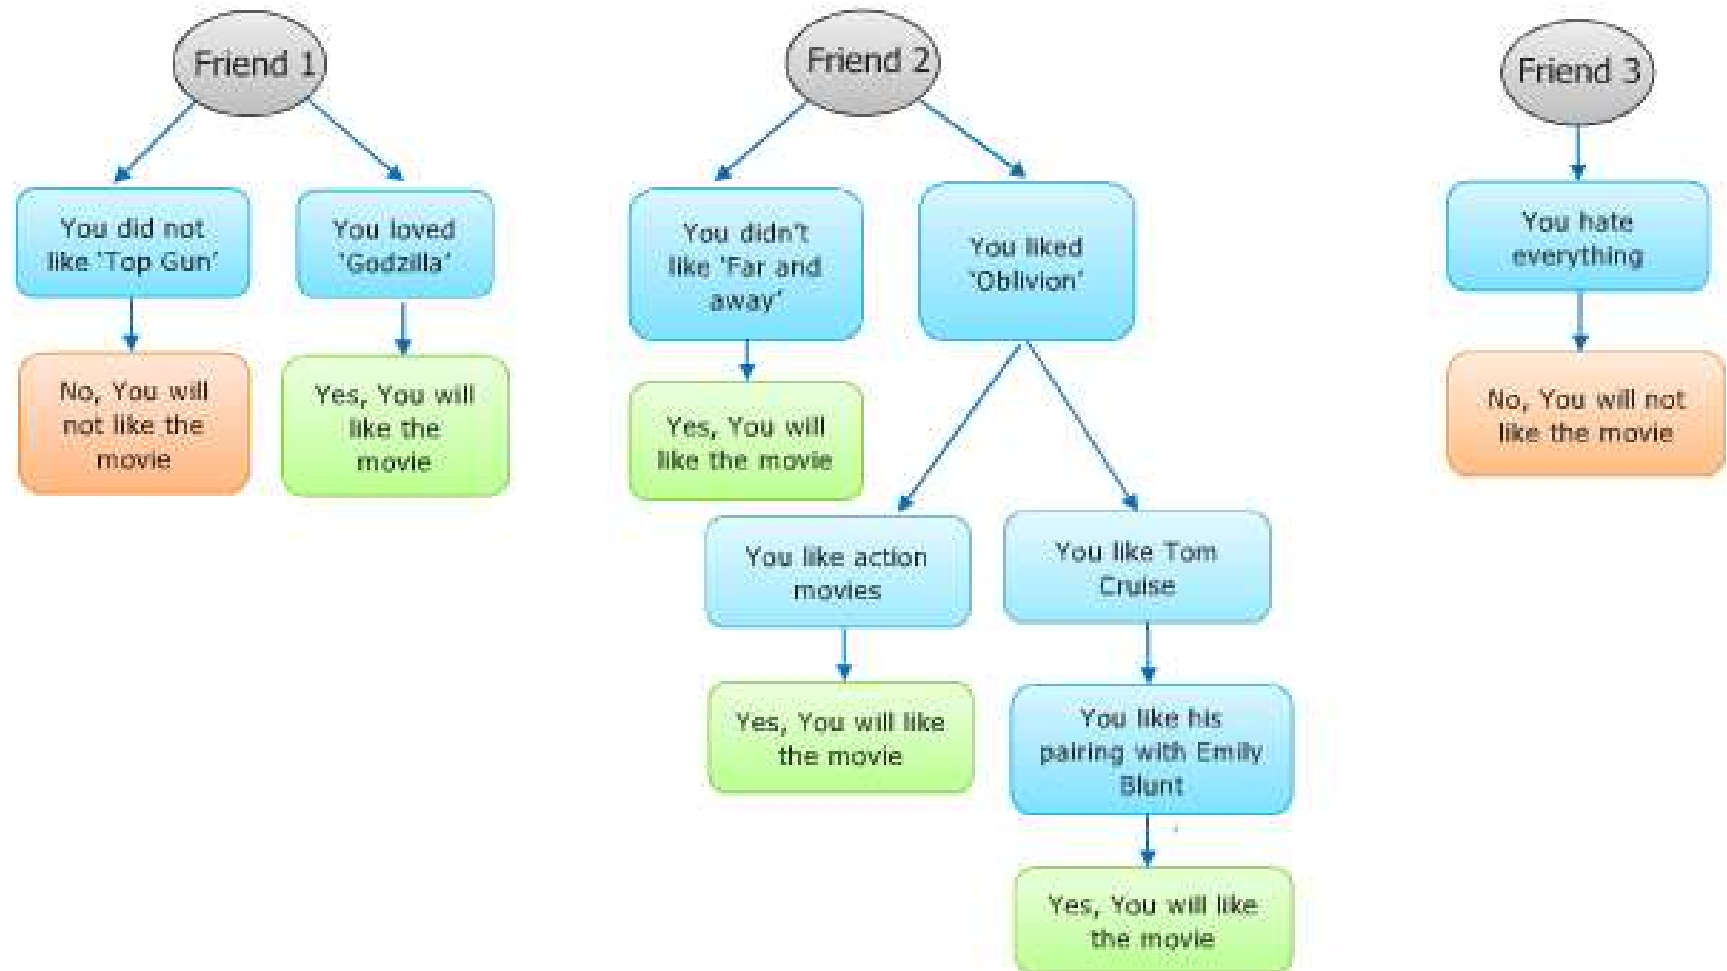 Friend 1
You did not
like ‘Top Gun’
No, You will
not like the
movie
You loved
‘Godzilla’
Yes, You will
like the
movie
Friend 2
You didn’t
like ‘Far and
away’
Yes, You will
like the movie
You liked
‘Oblivion’
You like action
movies
Yes, You will like
the movie
You like Tom
Cruise
You like his
pairing with Emily
Blunt
Yes, You will like
the movie
Friend 3
You hate
everything
No, You will not
like the movie